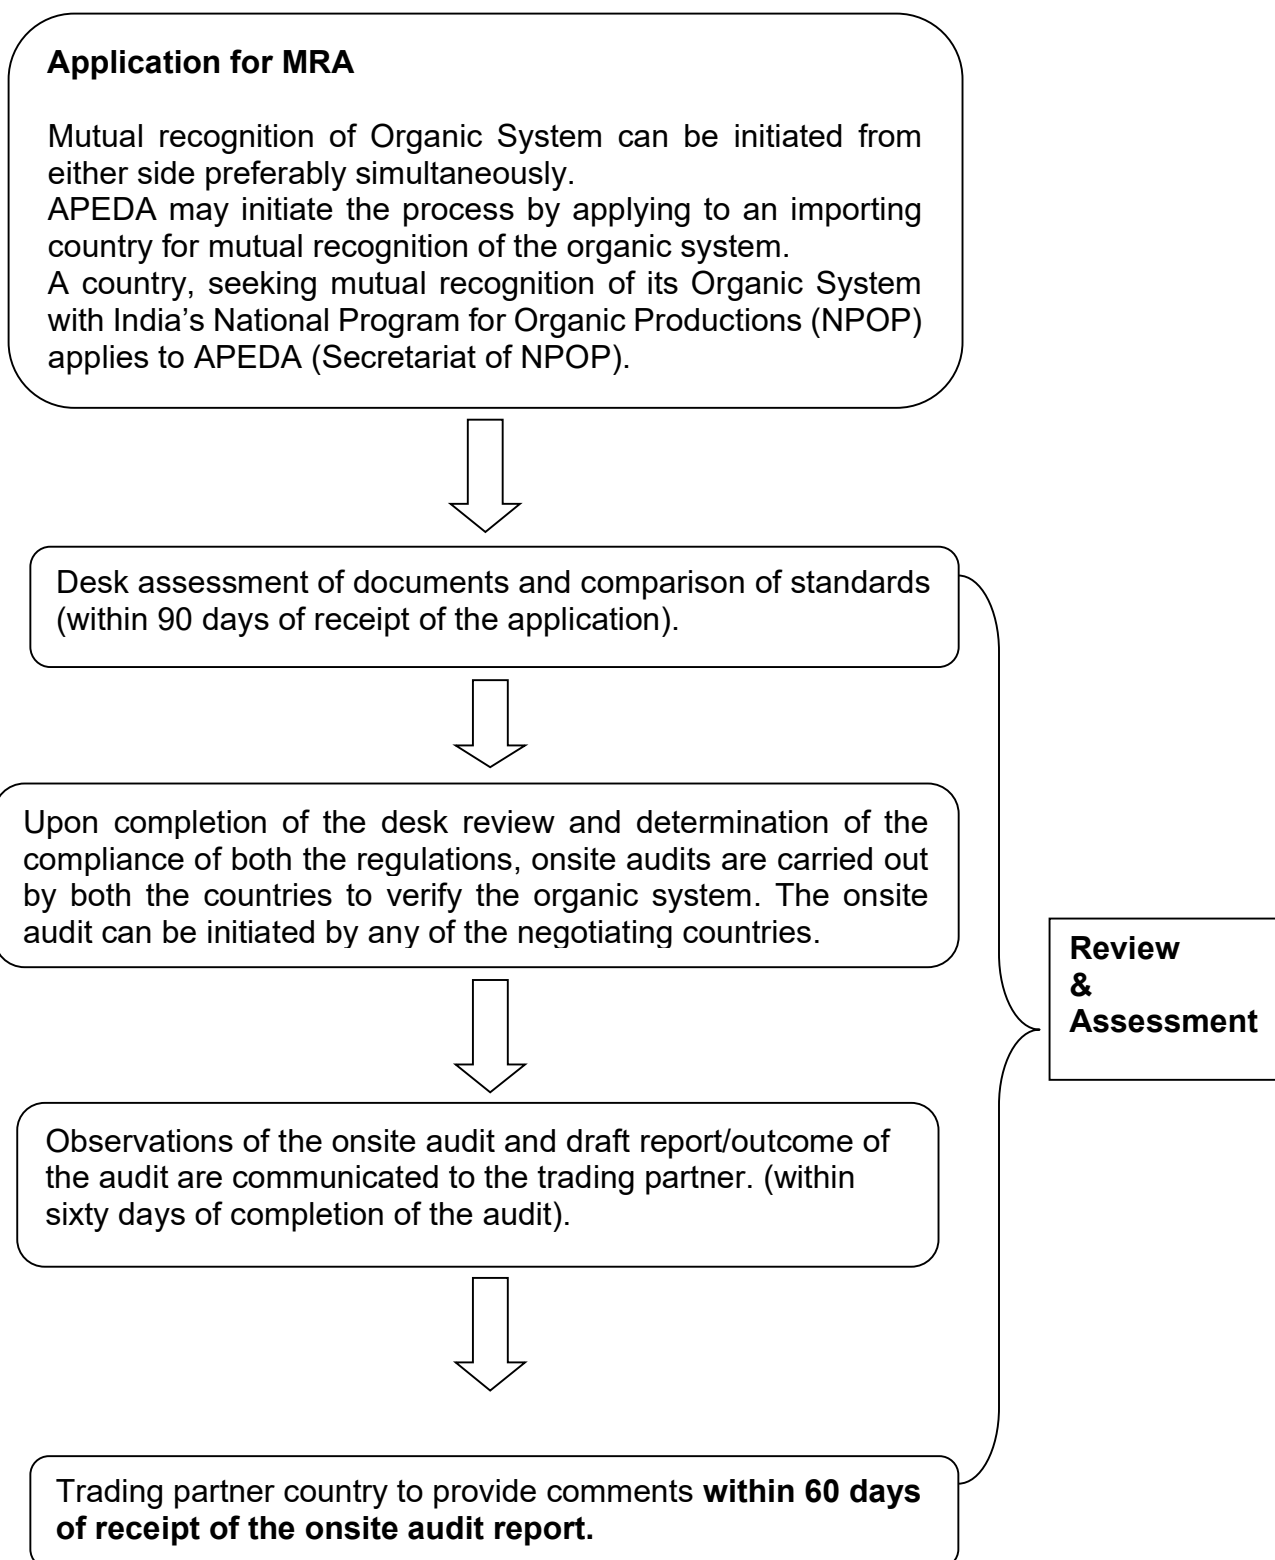 Application for MRA
Mutual recognition of Organic System can be initiated from
either side preferably simultaneously.
APEDA may initiate the process by applying to an importing
country for mutual recognition of the organic system.
A country, seeking mutual recognition of its Organic System
with India’s National Program for Organic Productions (NPOP)
applies to APEDA (Secretariat of NPOP).
Desk assessment of documents and comparison of standards
(within 90 days of receipt of the application).
Upon completion of the desk review and determination of the
compliance of both the regulations, onsite audits are carried out
by both the countries to verify the organic system. The onsite
audit can be initiated by any of the negotiating countries.
Review
&
Assessment
Observations of the onsite audit and draft report/outcome of
the audit are communicated to the trading partner. (within
sixty days of completion of the audit).
Trading partner country to provide comments within 60 days
of receipt of the onsite audit report.